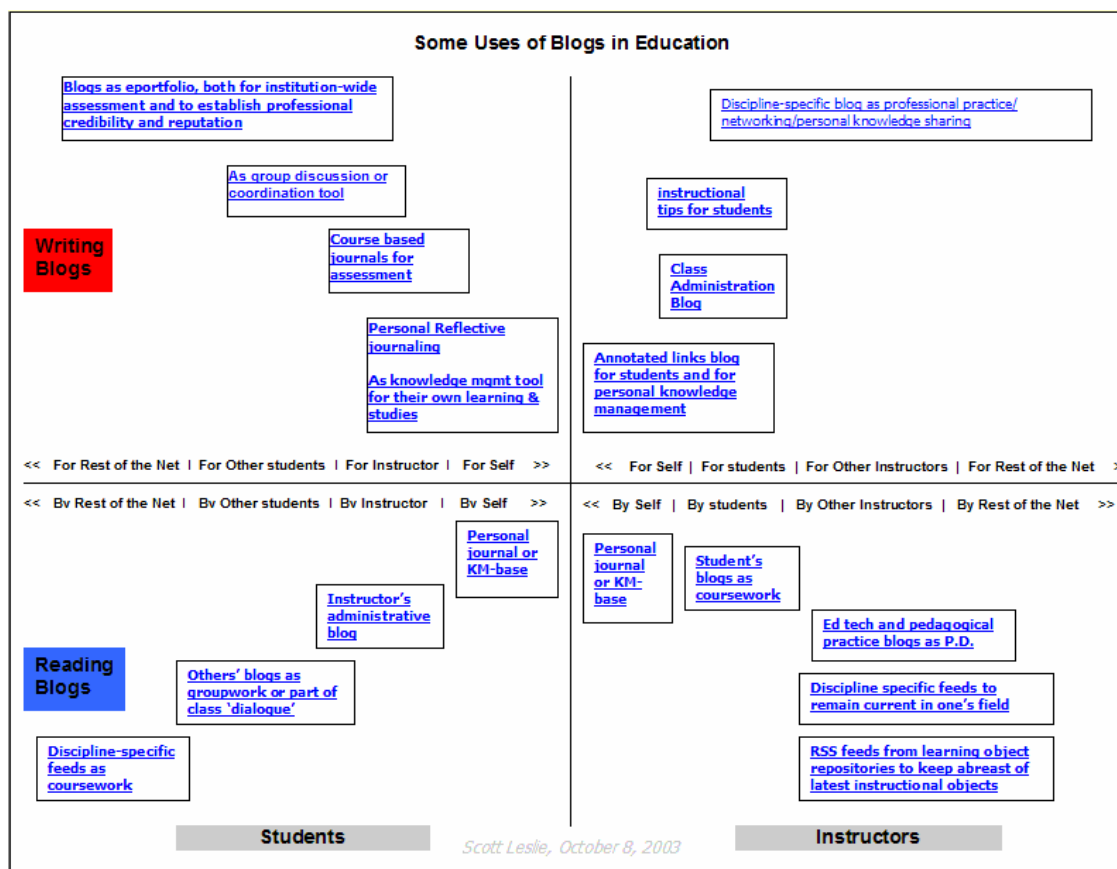 Some Uses of Blogs in Education
Blogs as eportfolio, both for institution-wide
assessment and to establish professional
credibility and reputation
As group discussion or
coordination tool
Course based
journals for
assessment
Writing
Blogs
Personal Reflective
journaling
As knowledge mgmt tool
for their own learning &
studies
<< For Rest of the Net | For Other students | For Instructor | For Self >>
Discipline-specific blog as professional practice/
networking/personal knowledge sharing
instructional
tips for students
Class
Administration
Blog
Annotated links blog
for students and for
personal knowledge
management
<< For Self | For students | For Other Instructors | For Rest of the Net >
<< By Rest of the Net | By Other students | By Instructor | By Self >>
Personal
journal or
KM-base
Instructor's
administrative
blog
Reading
Blogs
Others' blogs as
groupwork or part of
class 'dialogue'
Discipline-specific
feeds as
coursework
Students
<< By Self | By students | By Other Instructors | By Rest of the Net >>
Personal
journal
or KM-
base
Student's
blogs as
coursework
Ed tech and pedagogical
practice blogs as P.D.
Discipline specific feeds to
remain current in one's field
RSS feeds from learning object
repositories to keep abreast of
latest instructional objects
Instructors
Scott Leslie, October 8, 2003